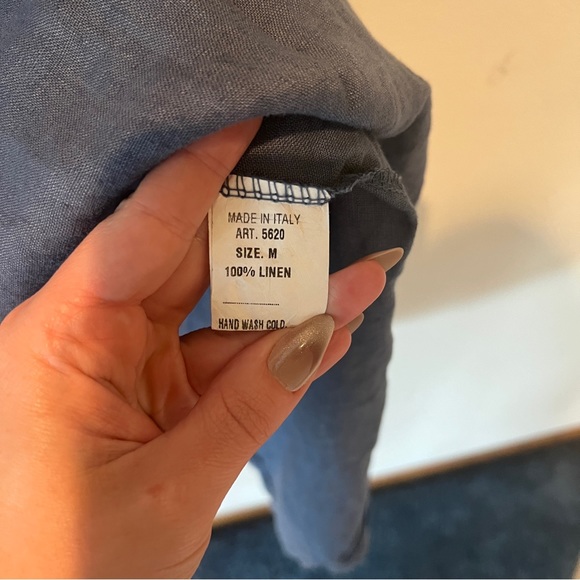 MADE IN ITALY
ART. 5620
SIZE. M
100% LINEN
HAND WASH COLD